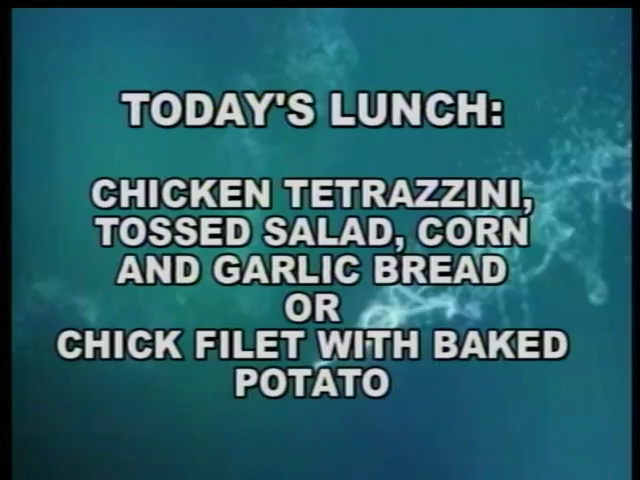 TODAY'S LUNCH:
CHICKEN TETRAZZINI,
TOSSED SALAD, CORN
AND GARLIC BREAD
OR
CHICK FILET WITH BAKED
POTATO